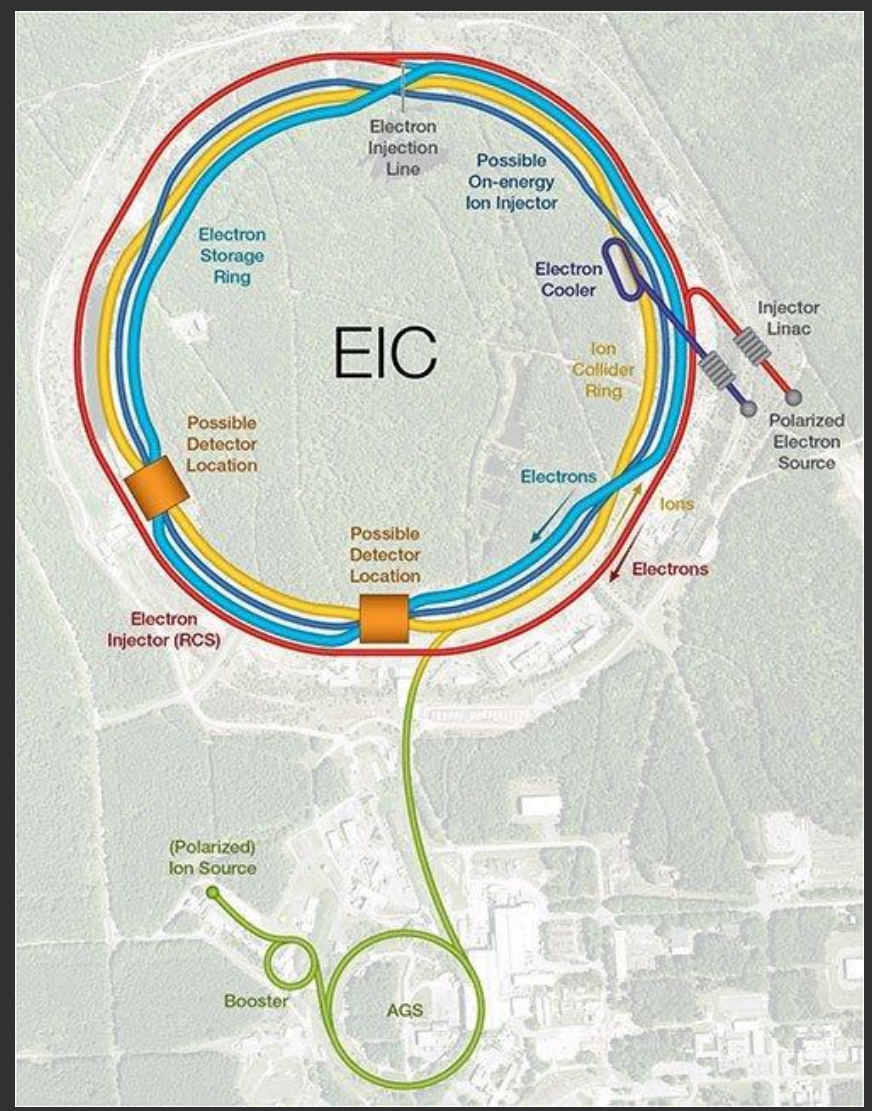 Electron
Injection
Line
Possible
On-energy
Ion Injector
Electron
Storage
Ring
Electron
Cooler
Injector
Linac
EIC
Ion
Collider
Ring
Possible
Detector
Location
Polarized
Electron
Source
Electrons
Ions
Possible
Detector
Location
Electrons
Electron
Injector (RCS)
(Polarized)
Ion Source
Booster
AGS